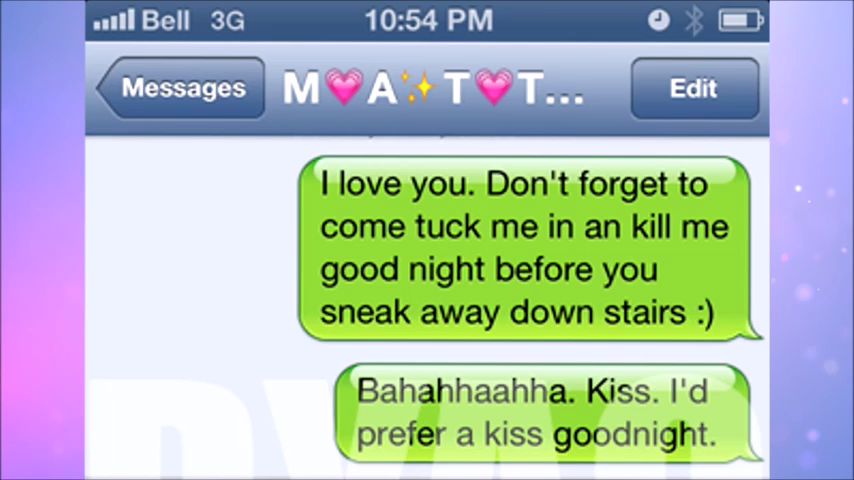 Bell 3G 10:54 PM
Messages M💗A✨T💗T... Edit
I love you. Don't forget to
come tuck me in an kill me
good night before you
sneak away down stairs :)
Bahahhaahha. Kiss. I'd
prefer a kiss goodnight.